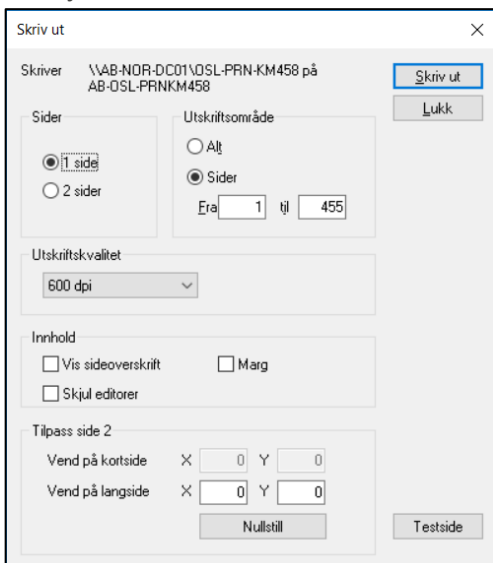 Skriv ut
Skriver \\AB-NOR-DC01\OSL-PRN-KM458 på
AB-OSL-PRNKM458
Skriv ut
Lukk
Sider
1 side
2 sider
Utskriftsområde
Alt
Sider
Fra 1 til 455
Utskriftskvalitet
600 dpi
Innhold
Vis sideoverskrift Marg
Skjul editorer
Tilpass side 2
Vend på kortside X 0 Y 0
Vend på langside X 0 Y 0
Nullstill
Testside